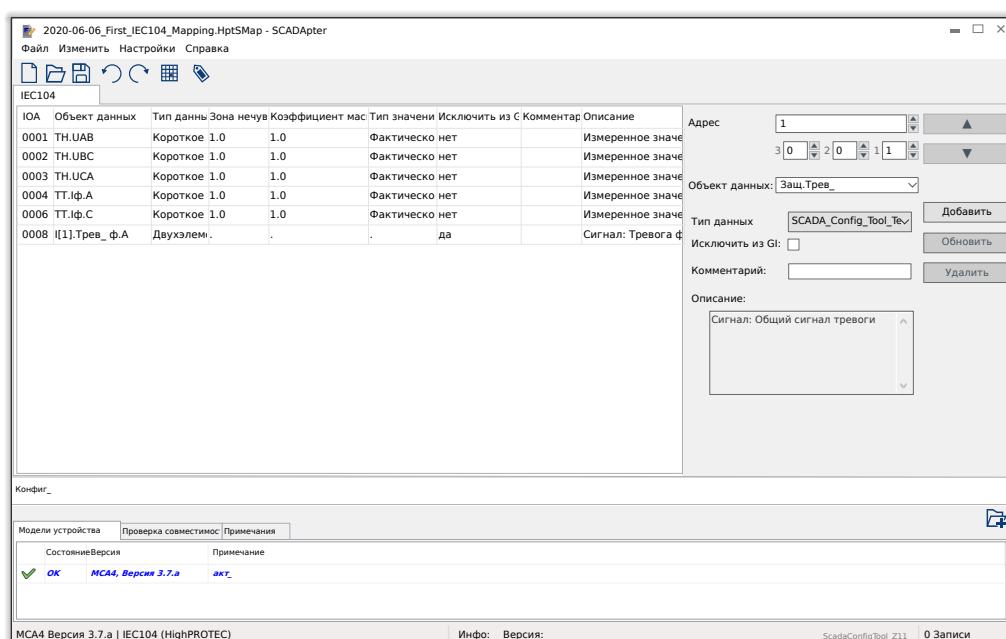 2020-06-06_First_IEC104_Mapping.HptSMap - SCADApter
Файл Изменить Настройки Справка
IEC104
IOA Объект данных Тип данны Зона нечув Коэффициент мас Тип значени Исключить из G Комментар Описание
0001 TH.UAB Короткое 1.0 1.0 Фактическо нет Измеренное значе
0002 TH.UBC Короткое 1.0 1.0 Фактическо нет Измеренное значе
0003 TH.UCA Короткое 1.0 1.0 Фактическо нет Измеренное значе
0004 ТТ.Iф.А Короткое 1.0 1.0 Фактическо нет Измеренное значе
0006 ТТ.Iф.С Короткое 1.0 1.0 Фактическо нет Измеренное значе
0008 I[1].Трев_ ф.А Двухэлем . . . да Сигнал: Тревога ф
Адрес 1
3 0 2 0 1 1
Объект данных: Защ.Трев_
Тип данных SCADA_Config_Tool_Te
Исключить из GI:
Комментарий:
Описание:
Сигнал: Общий сигнал тревоги
Добавить
Обновить
Удалить
Конфиг_
Модели устройства Проверка совместимос Примечания
Состояние Версия Примечание
OK MCA4, Версия 3.7.a акт_
MCA4 Версия 3.7.a | IEC104 (HighPROTEC) Инфо: Версия: ScadaConfigTool_Z11 0 Записи